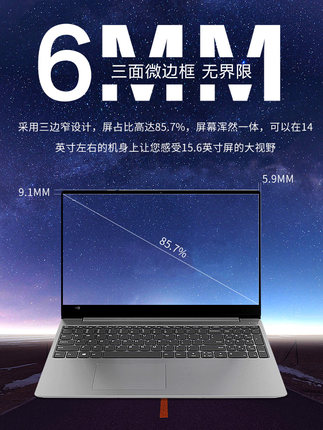 6MM
三面微边框 无界限
采用三边窄设计，屏占比高达85.7%，屏幕浑然一体，可以在14
英寸左右的机身上让您感受15.6英寸屏的大视野
5.9MM
9.1MM
85.7%